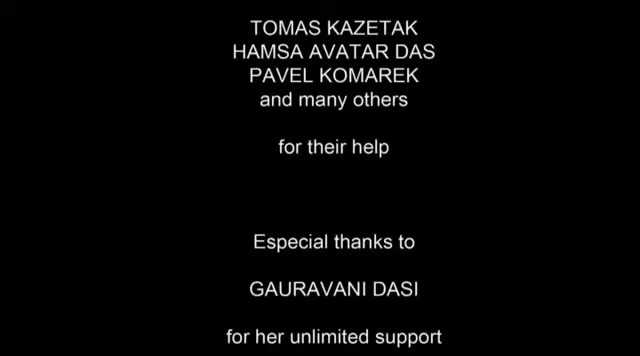 TOMAS KAZETAK
HAMSA AVATAR DAS
PAVEL KOMAREK
and many others
for their help
Especial thanks to
GAURAVANI DASI
for her unlimited support